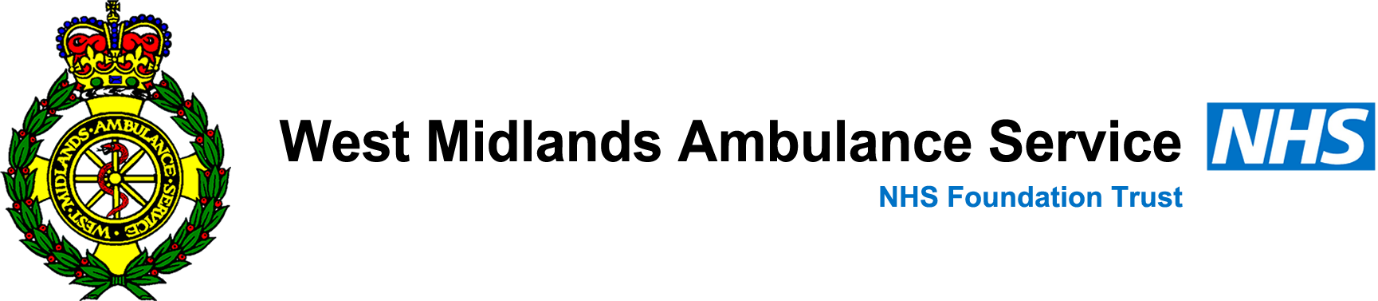 WEST·MIDLANDS·AMBULANCE·SERVICE·
West Midlands Ambulance Service
NHS
NHS Foundation Trust